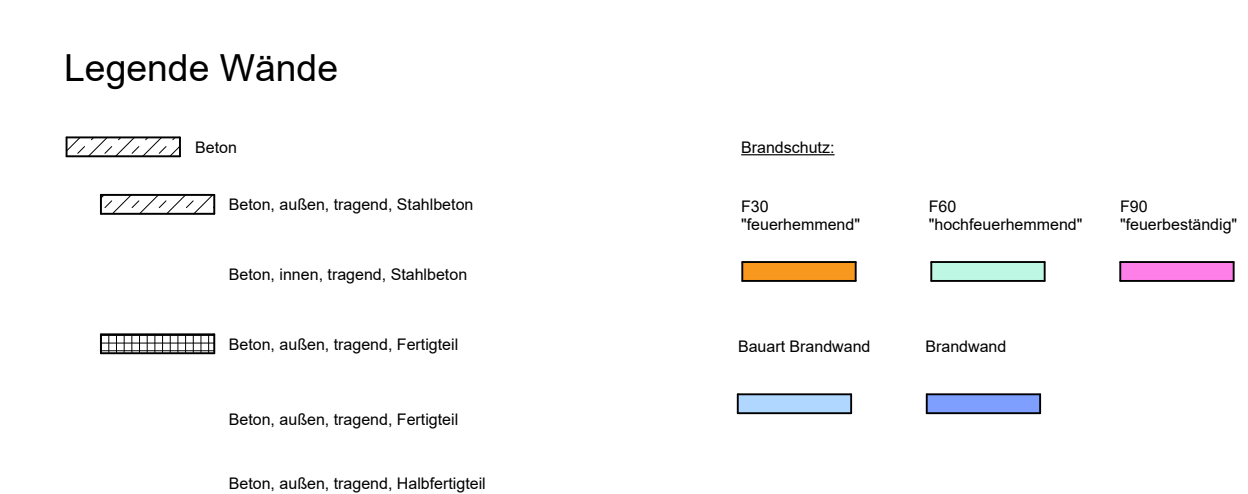 Legende Wände
Beton
Beton, außen, tragend, Stahlbeton
Beton, innen, tragend, Stahlbeton
Beton, außen, tragend, Fertigteil
Beton, außen, tragend, Fertigteil
Beton, außen, tragend, Halbfertigteil
Brandschutz:
F30
"feuerhemmend"
F60
"hochfeuerhemmend"
F90
"feuerbeständig"
Bauart Brandwand
Brandwand